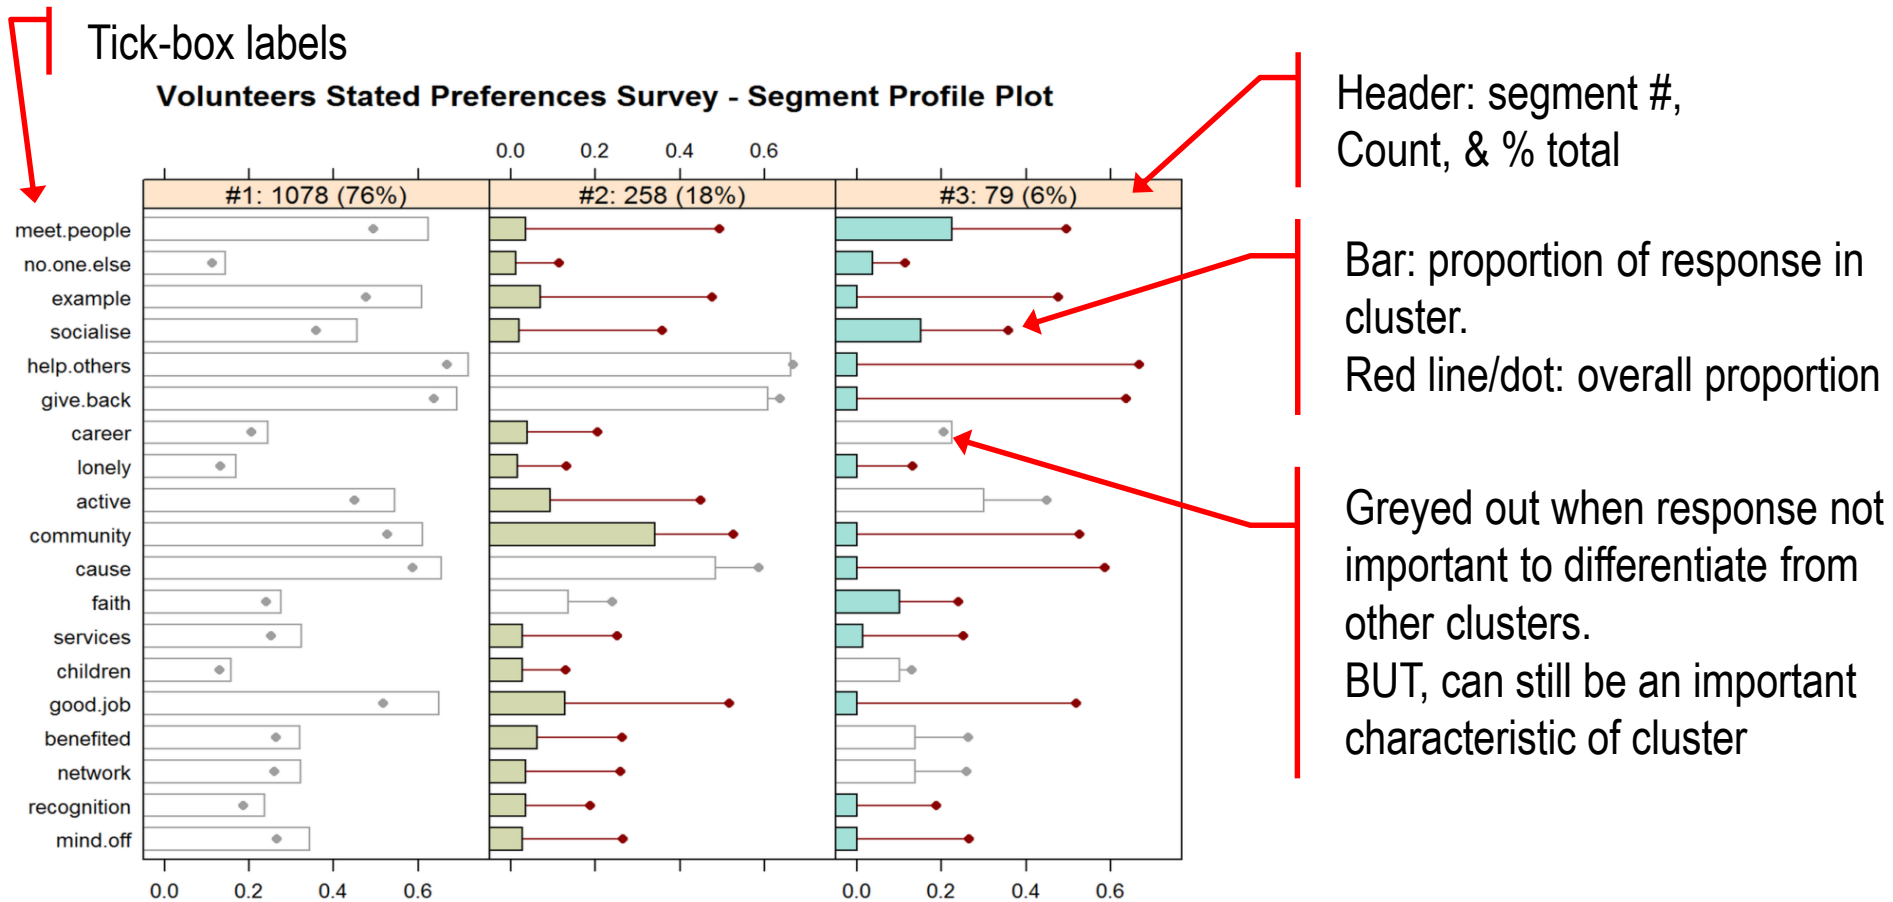 Tick-box labels
Volunteers Stated Preferences Survey - Segment Profile Plot
0.0 0.2 0.4 0.6
#1: 1078 (76%) #2: 258 (18%) #3: 79 (6%)
meet.people
no.one.else
example
socialise
help.others
give.back
career
lonely
active
community
cause
faith
services
children
good.job
benefited
network
recognition
mind.off
0.0 0.2 0.4 0.6 0.0 0.2 0.4 0.6
Header: segment #,
Count, & % total
Bar: proportion of response in
cluster.
Red line/dot: overall proportion
Greyed out when response not
important to differentiate from
other clusters.
BUT, can still be an important
characteristic of cluster